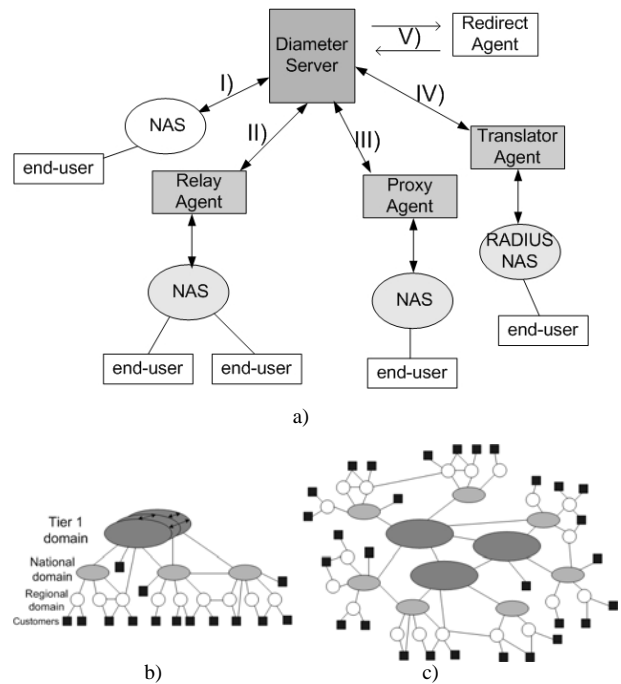 Diameter
Server
V)
Redirect
Agent
I)
NAS
end-user
II)
Relay
Agent
NAS
end-user
end-user
III)
Proxy
Agent
NAS
end-user
IV)
Translator
Agent
RADIUS
NAS
end-user
a)
Tier 1
domain
National
domain
Regional
domain
Customers
b)
c)